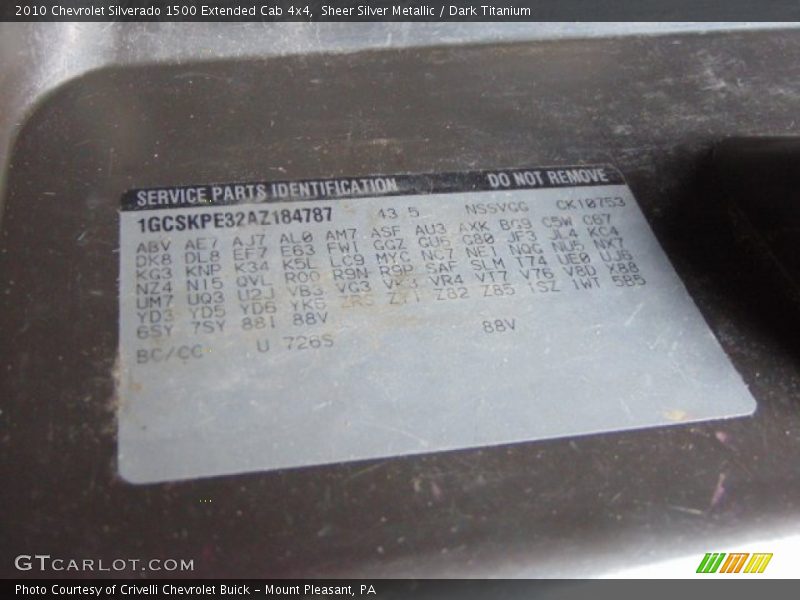 2010 Chevrolet Silverado 1500 Extended Cab 4x4, Sheer Silver Metallic / Dark Titanium
SERVICE PARTS IDENTIFICATION DO NOT REMOVE
1GCSKPE32AZ184787 43 5 NSSVGG CK10753
ABV AE7 AJ7 AL0 AM7 ASF AU3 AXK BG9 C5W C67
DK8 DL8 EF7 E63 FWI GGZ GU6 G80 JF3 JL4 KC4
KG3 KNP K34 K5L LC9 MYC NC7 NE1 NQG NU5 NX7
NZ4 N15 QVL R9N R9P SAF SLM T74 UE0 UJ6
UM7 UQ3 U2J VB3 VG3 VK3 VR4 VT7 V76 V8D X88
YD3 YD5 YD6 YK6 ZR5 ZY1 Z82 Z85 1SZ 1WT 5B5
6SY 7SY 88I 88V
BC/CC U 726S 88V
GTCARLOT.COM
Photo Courtesy of Crivelli Chevrolet Buick – Mount Pleasant, PA